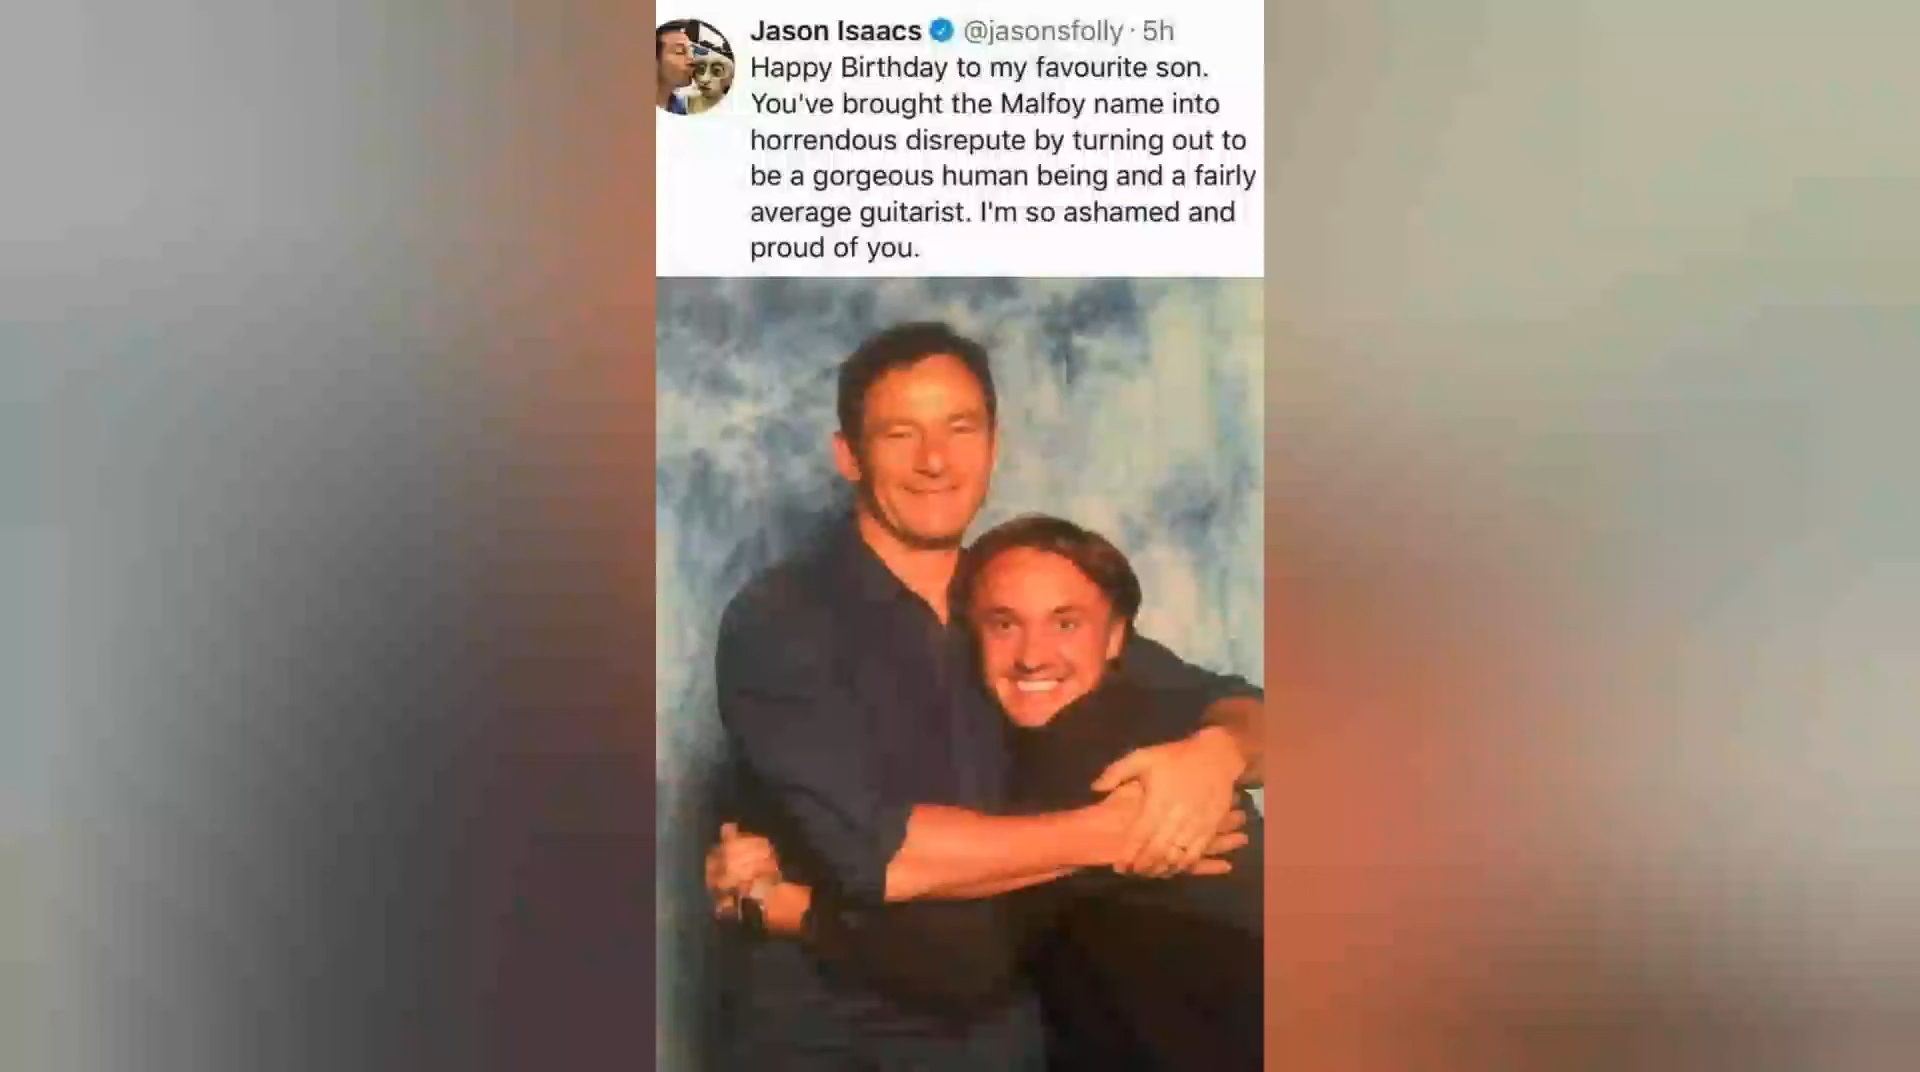 Jason Isaacs @jasonsfolly · 5h
Happy Birthday to my favourite son.
You've brought the Malfoy name into
horrendous disrepute by turning out to
be a gorgeous human being and a fairly
average guitarist. I'm so ashamed and
proud of you.